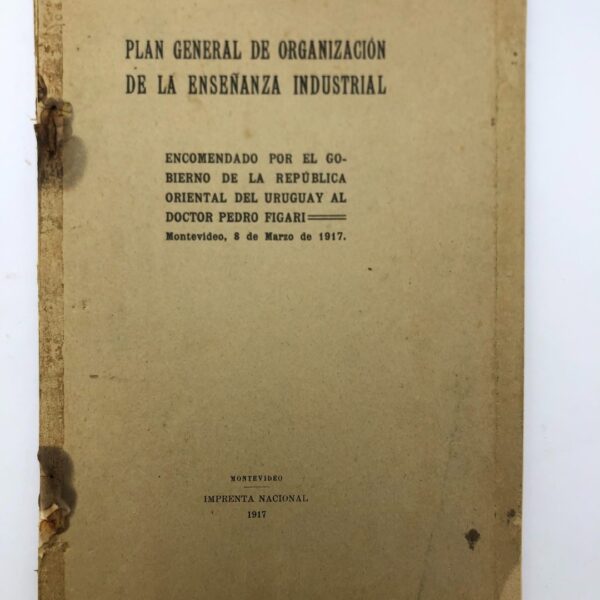 PLAN GENERAL DE ORGANIZACIÓN
DE LA ENSEÑANZA INDUSTRIAL
ENCOMENDADO POR EL GO-
BIERNO DE LA REPÚBLICA
ORIENTAL DEL URUGUAY AL
DOCTOR PEDRO FIGARI
Montevideo, 8 de Marzo de 1917.
MONTEVIDEO
IMPRENTA NACIONAL
1917